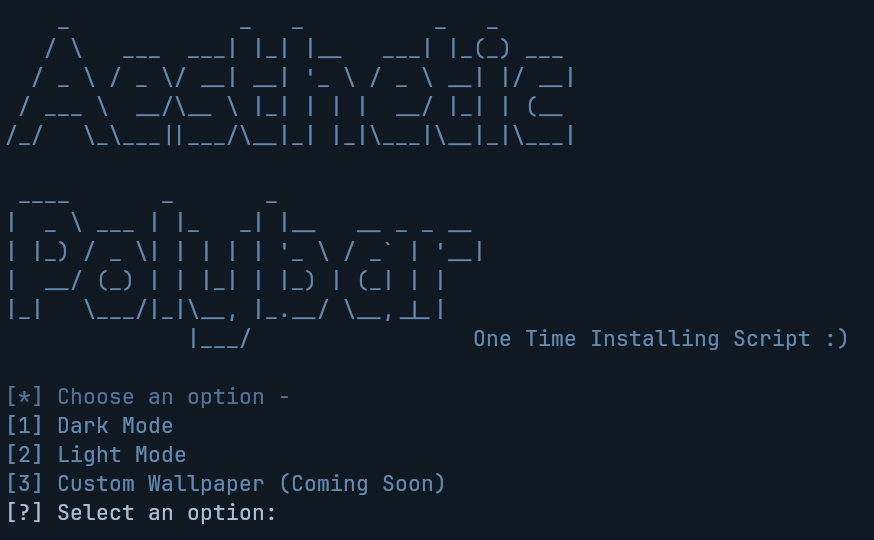 Aesthetic
Polybar
One Time Installing Script :)
[*] Choose an option -
[1] Dark Mode
[2] Light Mode
[3] Custom Wallpaper (Coming Soon)
[?] Select an option: